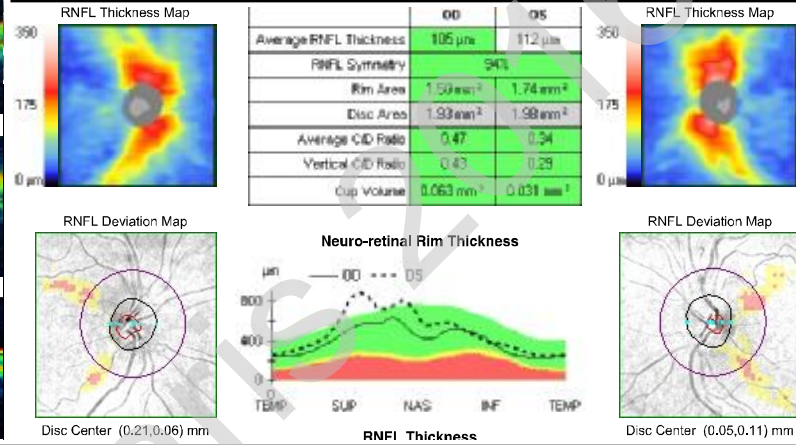 RNFL Thickness Map
OD OS
RNFL Thickness Map
350
175
0 µm
Average RNFL Thickness 105 µm 112 µm
RNFL Symmetry 94%
Rim Area 1.50 mm² 1.74 mm²
Disc Area 1.93 mm² 1.98 mm²
Average C/D Ratio 0.47 0.34
Vertical C/D Ratio 0.43 0.29
Cup Volume 0.063 mm³ 0.031 mm³
350
175
0 µm
RNFL Deviation Map
Disc Center (0.21,0.06) mm
Neuro-retinal Rim Thickness
µm
OD OS
800
400
0
TEMP SUP NAS INF TEMP
RNFL Thickness
RNFL Deviation Map
Disc Center (0.05,0.11) mm